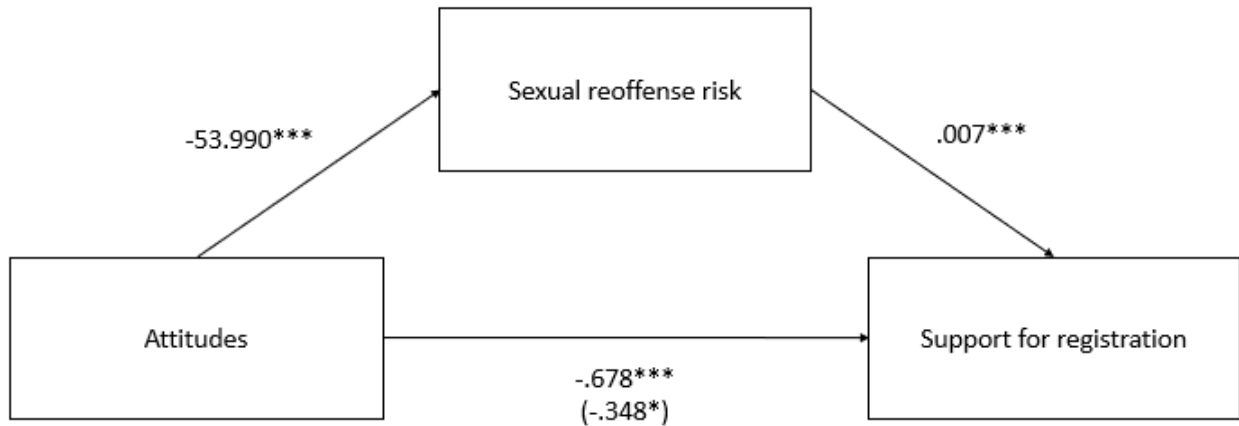 Sexual reoffense risk
-53.990***
.007***
Attitudes
Support for registration
-.678***
(-.348*)